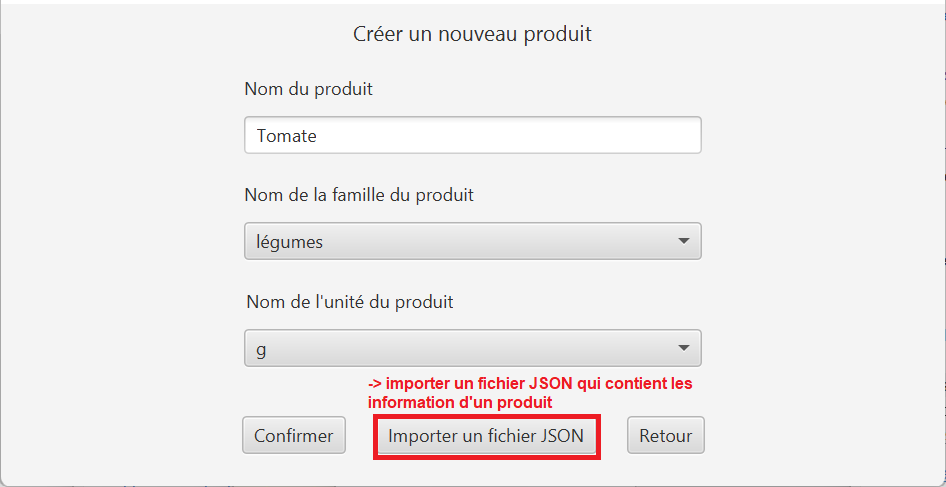 Créer un nouveau produit
Nom du produit
Tomate
Nom de la famille du produit
légumes
Nom de l'unité du produit
g
-> importer un fichier JSON qui contient les
information d'un produit
Confirmer
Importer un fichier JSON
Retour